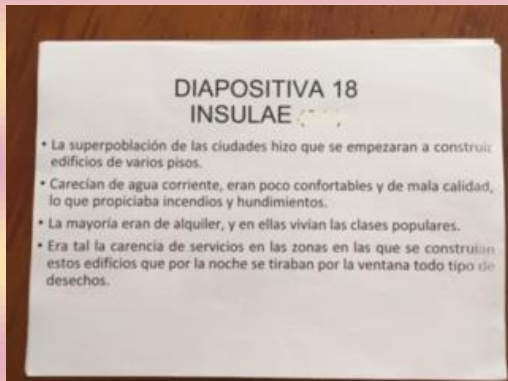 DIAPOSITIVA 18
INSULAE
• La superpoblación de las ciudades hizo que se empezaran a construir
edificios de varios pisos.
• Carecían de agua corriente, eran poco confortables y de mala calidad,
lo que propiciaba incendios y hundimientos.
• La mayoría eran de alquiler, y en ellas vivían las clases populares.
• Era tal la carencia de servicios en las zonas en las que se construían
estos edificios que por la noche se tiraban por la ventana todo tipo de
desechos.